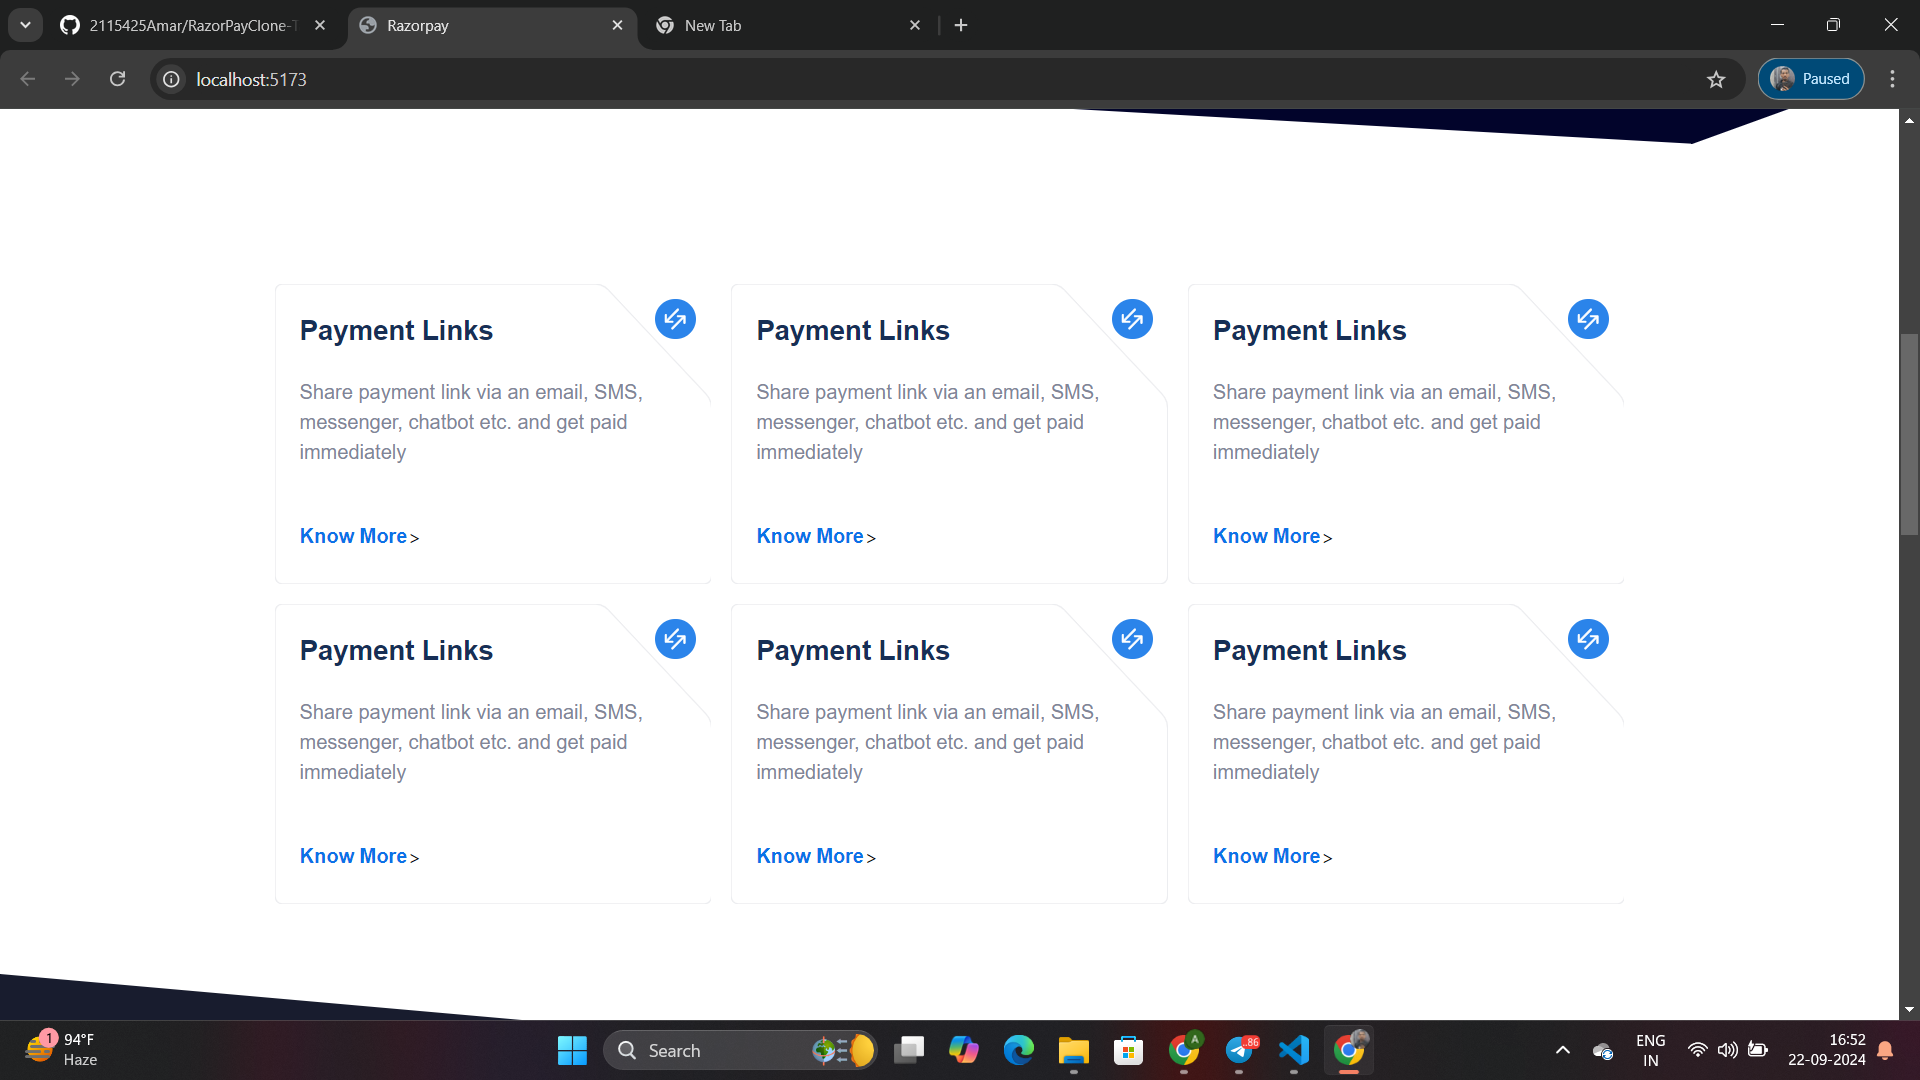 2115425Amar/RazorPayClone-T
Razorpay
New Tab
localhost:5173
Paused
Payment Links
Share payment link via an email, SMS,
messenger, chatbot etc. and get paid
immediately
Know More >
Payment Links
Share payment link via an email, SMS,
messenger, chatbot etc. and get paid
immediately
Know More >
Payment Links
Share payment link via an email, SMS,
messenger, chatbot etc. and get paid
immediately
Know More >
Payment Links
Share payment link via an email, SMS,
messenger, chatbot etc. and get paid
immediately
Know More >
Payment Links
Share payment link via an email, SMS,
messenger, chatbot etc. and get paid
immediately
Know More >
Payment Links
Share payment link via an email, SMS,
messenger, chatbot etc. and get paid
immediately
Know More >
1
94°F
Haze
Search
A
.86
ENG
IN
16:52
22-09-2024